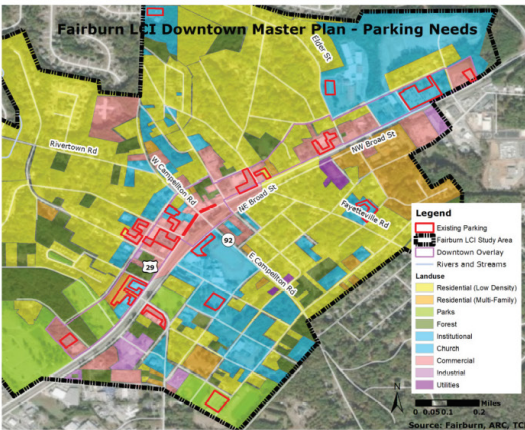 Fairburn LCI Downtown Master Plan - Parking Needs
Elder St
Rivertown Rd
NW Broad St
W Campellton Rd
NE Broad St
Fayetteville Rd
92
29
E Campellton Rd
Legend
Existing Parking
Fairburn LCI Study Area
Downtown Overlay
Rivers and Streams
Landuse
Residential (Low Density)
Residential (Multi-Family)
Parks
Forest
Institutional
Church
Commercial
Industrial
Utilities
N
Miles
0 0.05 0.1 0.2
Source: Fairburn, ARC, TC